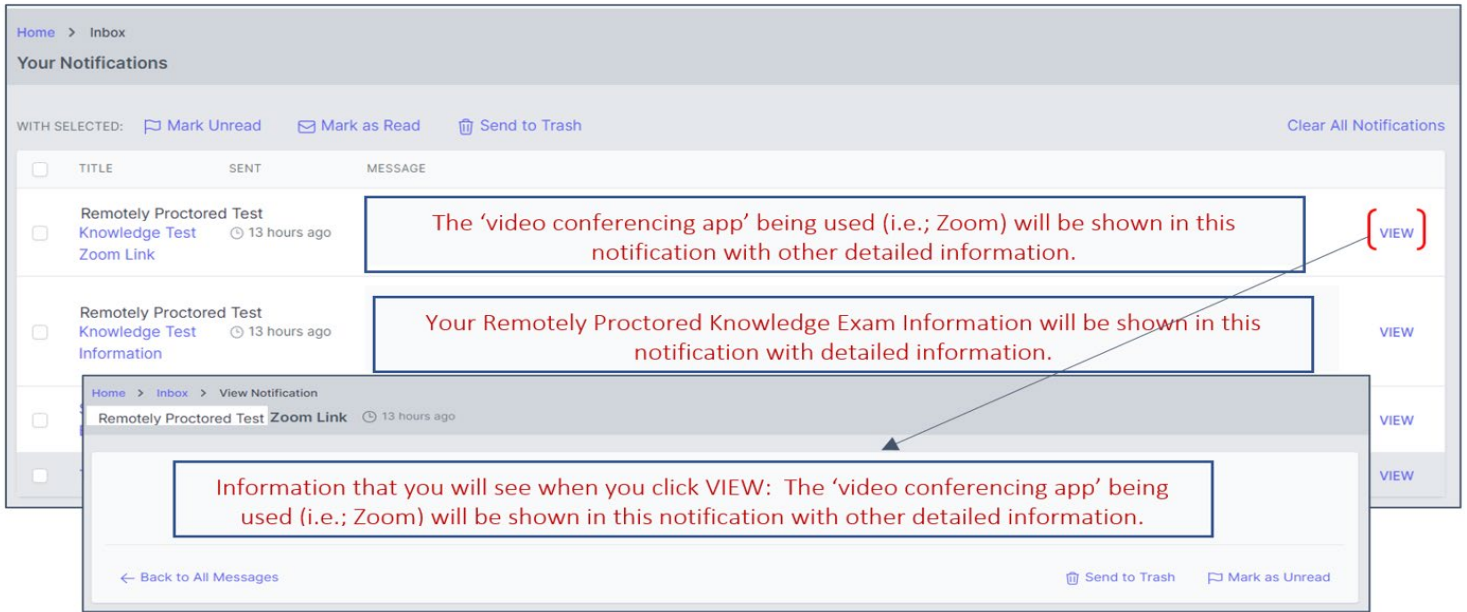 Home > Inbox
Your Notifications
WITH SELECTED: Mark Unread Mark as Read Send to Trash Clear All Notifications
TITLE SENT MESSAGE
Remotely Proctored Test
Knowledge Test
Zoom Link
13 hours ago
The ‘video conferencing app’ being used (i.e.; Zoom) will be shown in this
notification with other detailed information.
VIEW
Remotely Proctored Test
Knowledge Test
Information
13 hours ago
Your Remotely Proctored Knowledge Exam Information will be shown in this
notification with detailed information.
VIEW
VIEW
VIEW
Home > Inbox > View Notification
Remotely Proctored Test Zoom Link 13 hours ago
Information that you will see when you click VIEW: The ‘video conferencing app’ being
used (i.e.; Zoom) will be shown in this notification with other detailed information.
← Back to All Messages Send to Trash Mark as Unread